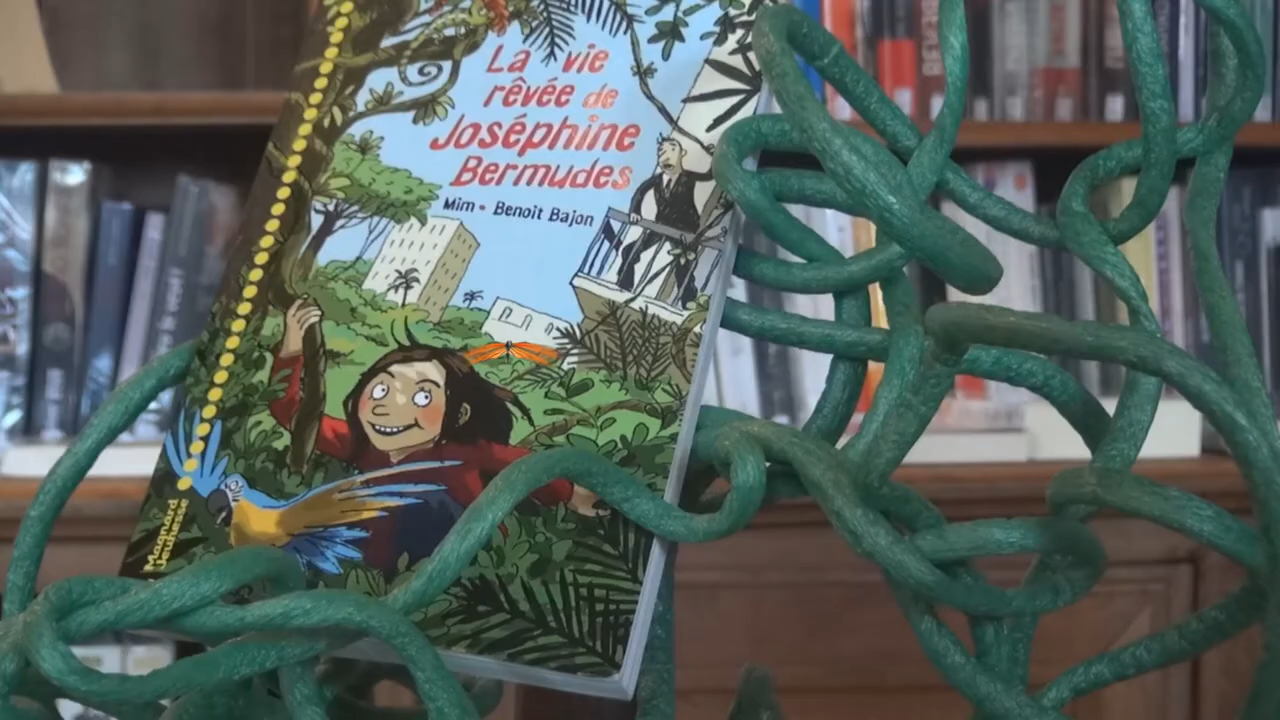 La vie
rêvée de
Joséphine
Bermudes
Mim • Benoît Bajon
Magnard
Jeunesse